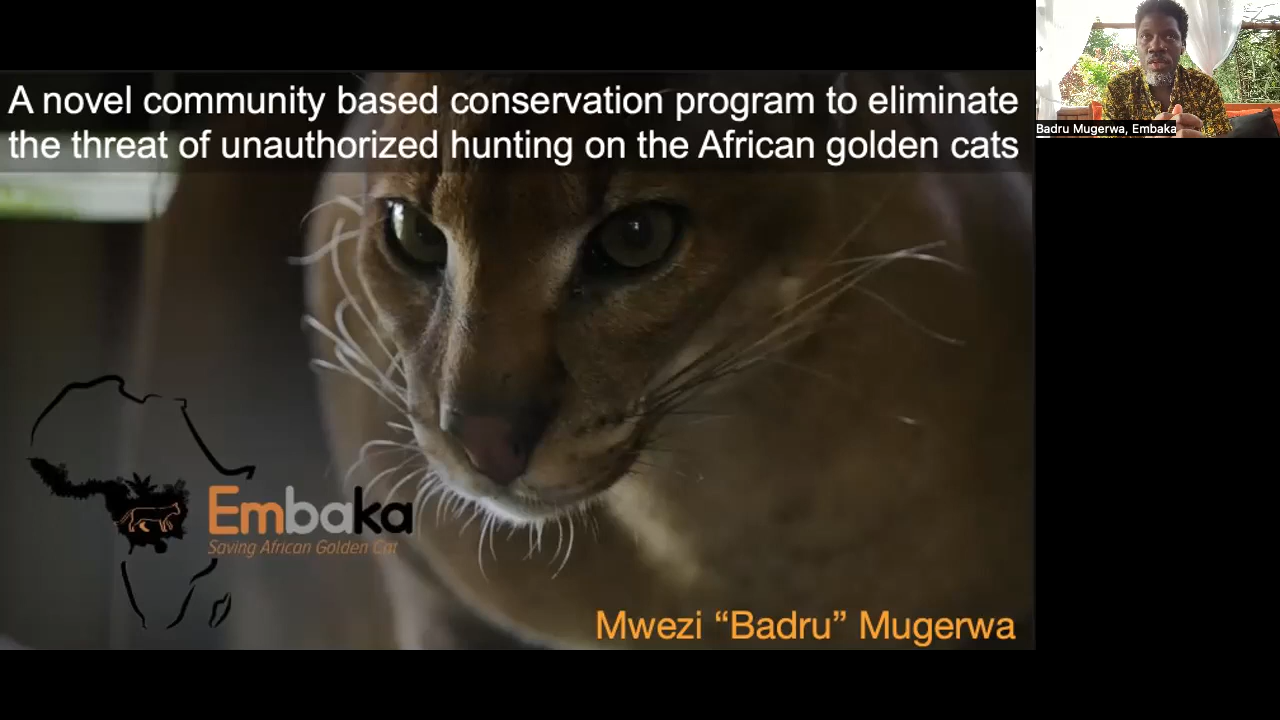 A novel community based conservation program to eliminate
the threat of unauthorized hunting on the African golden cats
Badru Mugerwa, Embaka
Embaka
Saving African Golden Cat
Mwezi “Badru” Mugerwa